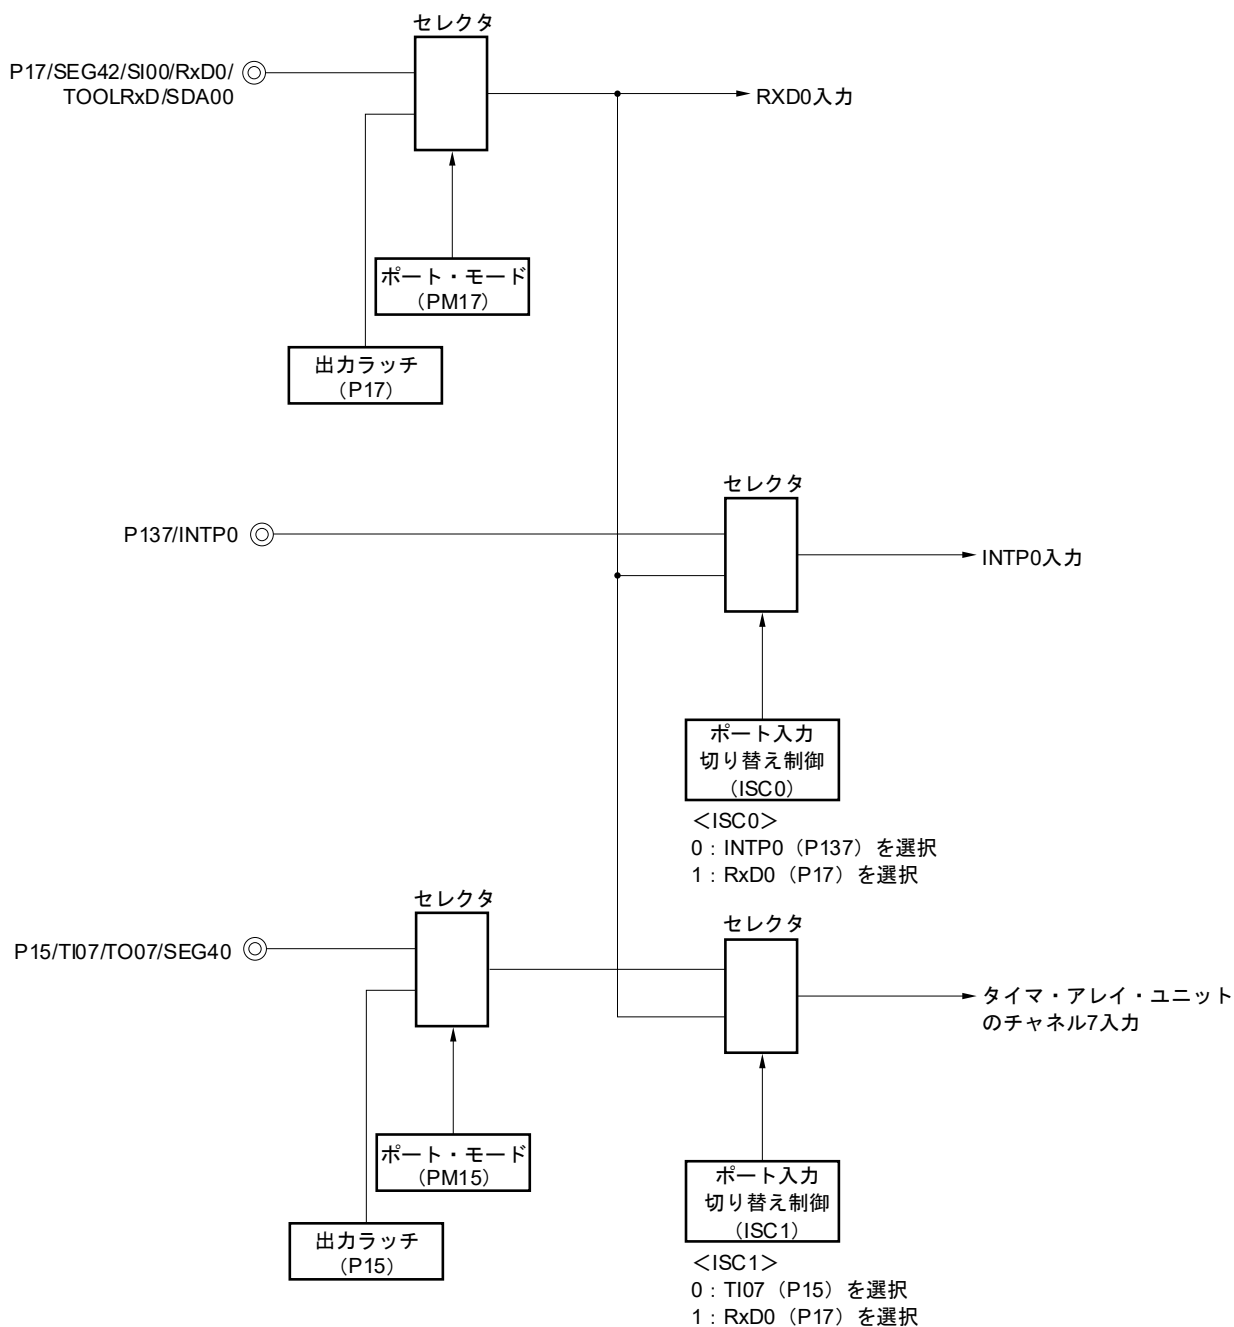 セレクタ
P17/SEG42/SI00/RxD0/
TOOLRxD/SDA00
RXD0入力
ポート・モード
（PM17）
出力ラッチ
（P17）
セレクタ
P137/INTP0
INTP0入力
ポート入力
切り替え制御
（ISC0）
＜ISC0＞
0：INTP0（P137）を選択
1：RxD0（P17）を選択
セレクタ
セレクタ
P15/TI07/TO07/SEG40
タイマ・アレイ・ユニット
のチャネル7入力
ポート・モード
（PM15）
出力ラッチ
（P15）
ポート入力
切り替え制御
（ISC1）
＜ISC1＞
0：TI07（P15）を選択
1：RxD0（P17）を選択